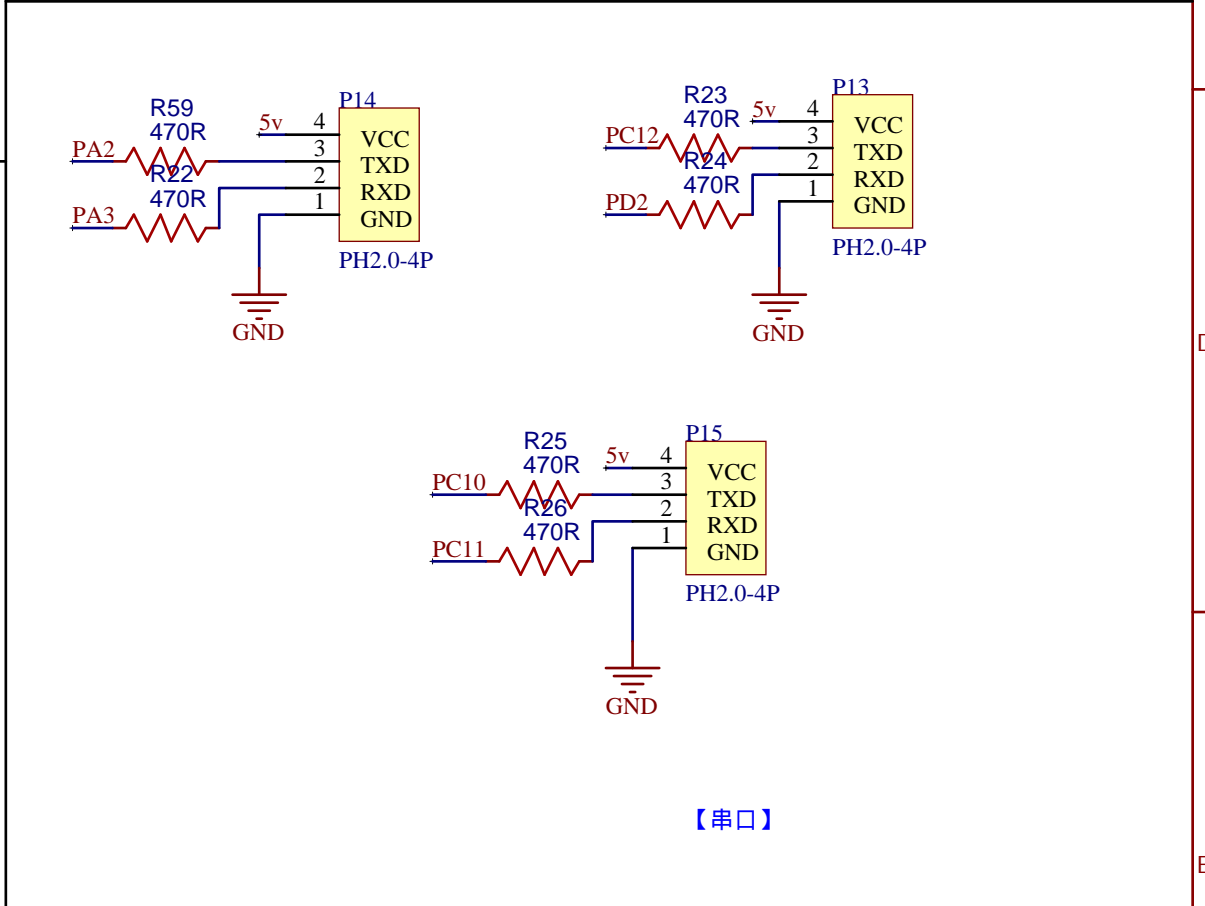 P14
R59
470R
5v
4
VCC
PA2
3
TXD
R22
470R
2
RXD
PA3
1
GND
PH2.0-4P
GND
P13
R23
470R
5v
4
VCC
PC12
3
TXD
R24
470R
2
RXD
PD2
1
GND
PH2.0-4P
GND
P15
R25
470R
5v
4
VCC
PC10
3
TXD
R26
470R
2
RXD
PC11
1
GND
PH2.0-4P
GND
【串口】